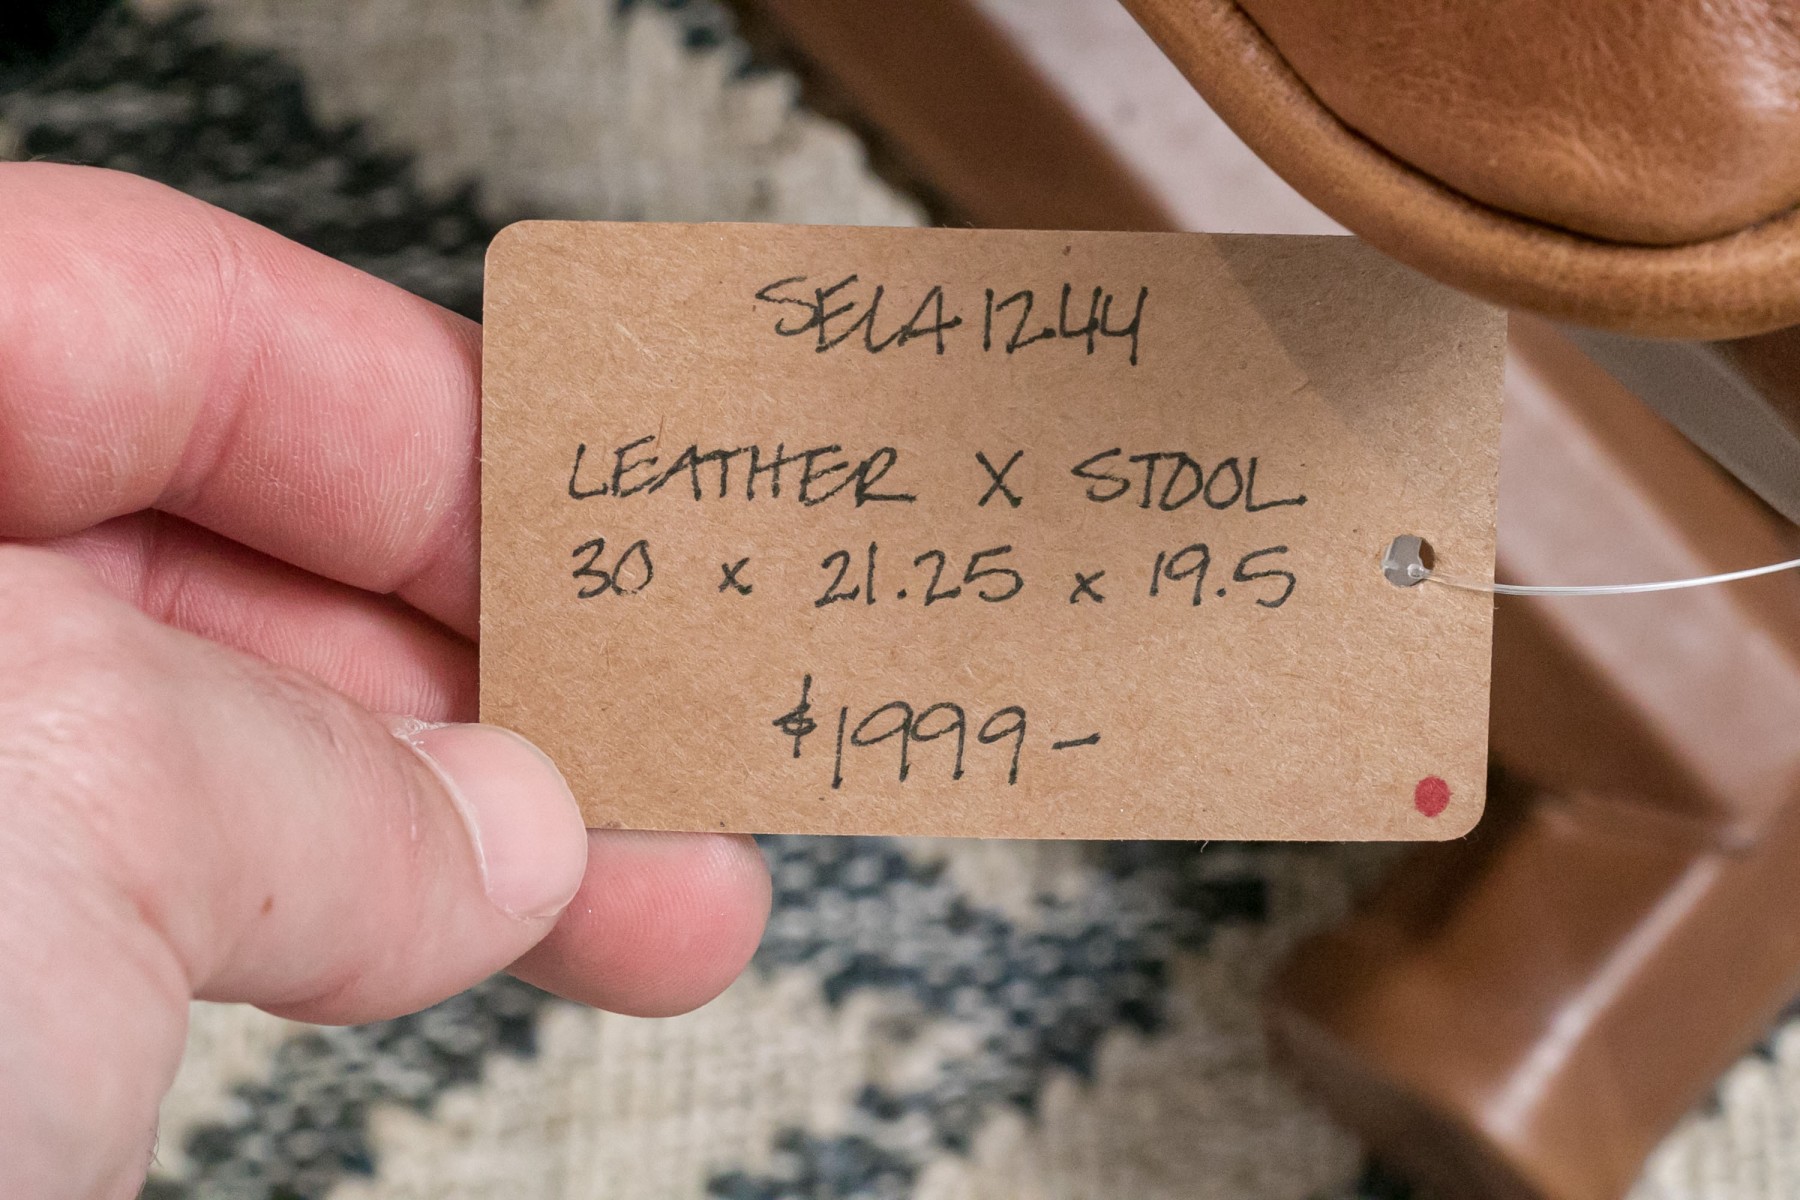 SELA1244
LEATHER X STOOL
30 x 21.25 x 19.5
$1999-